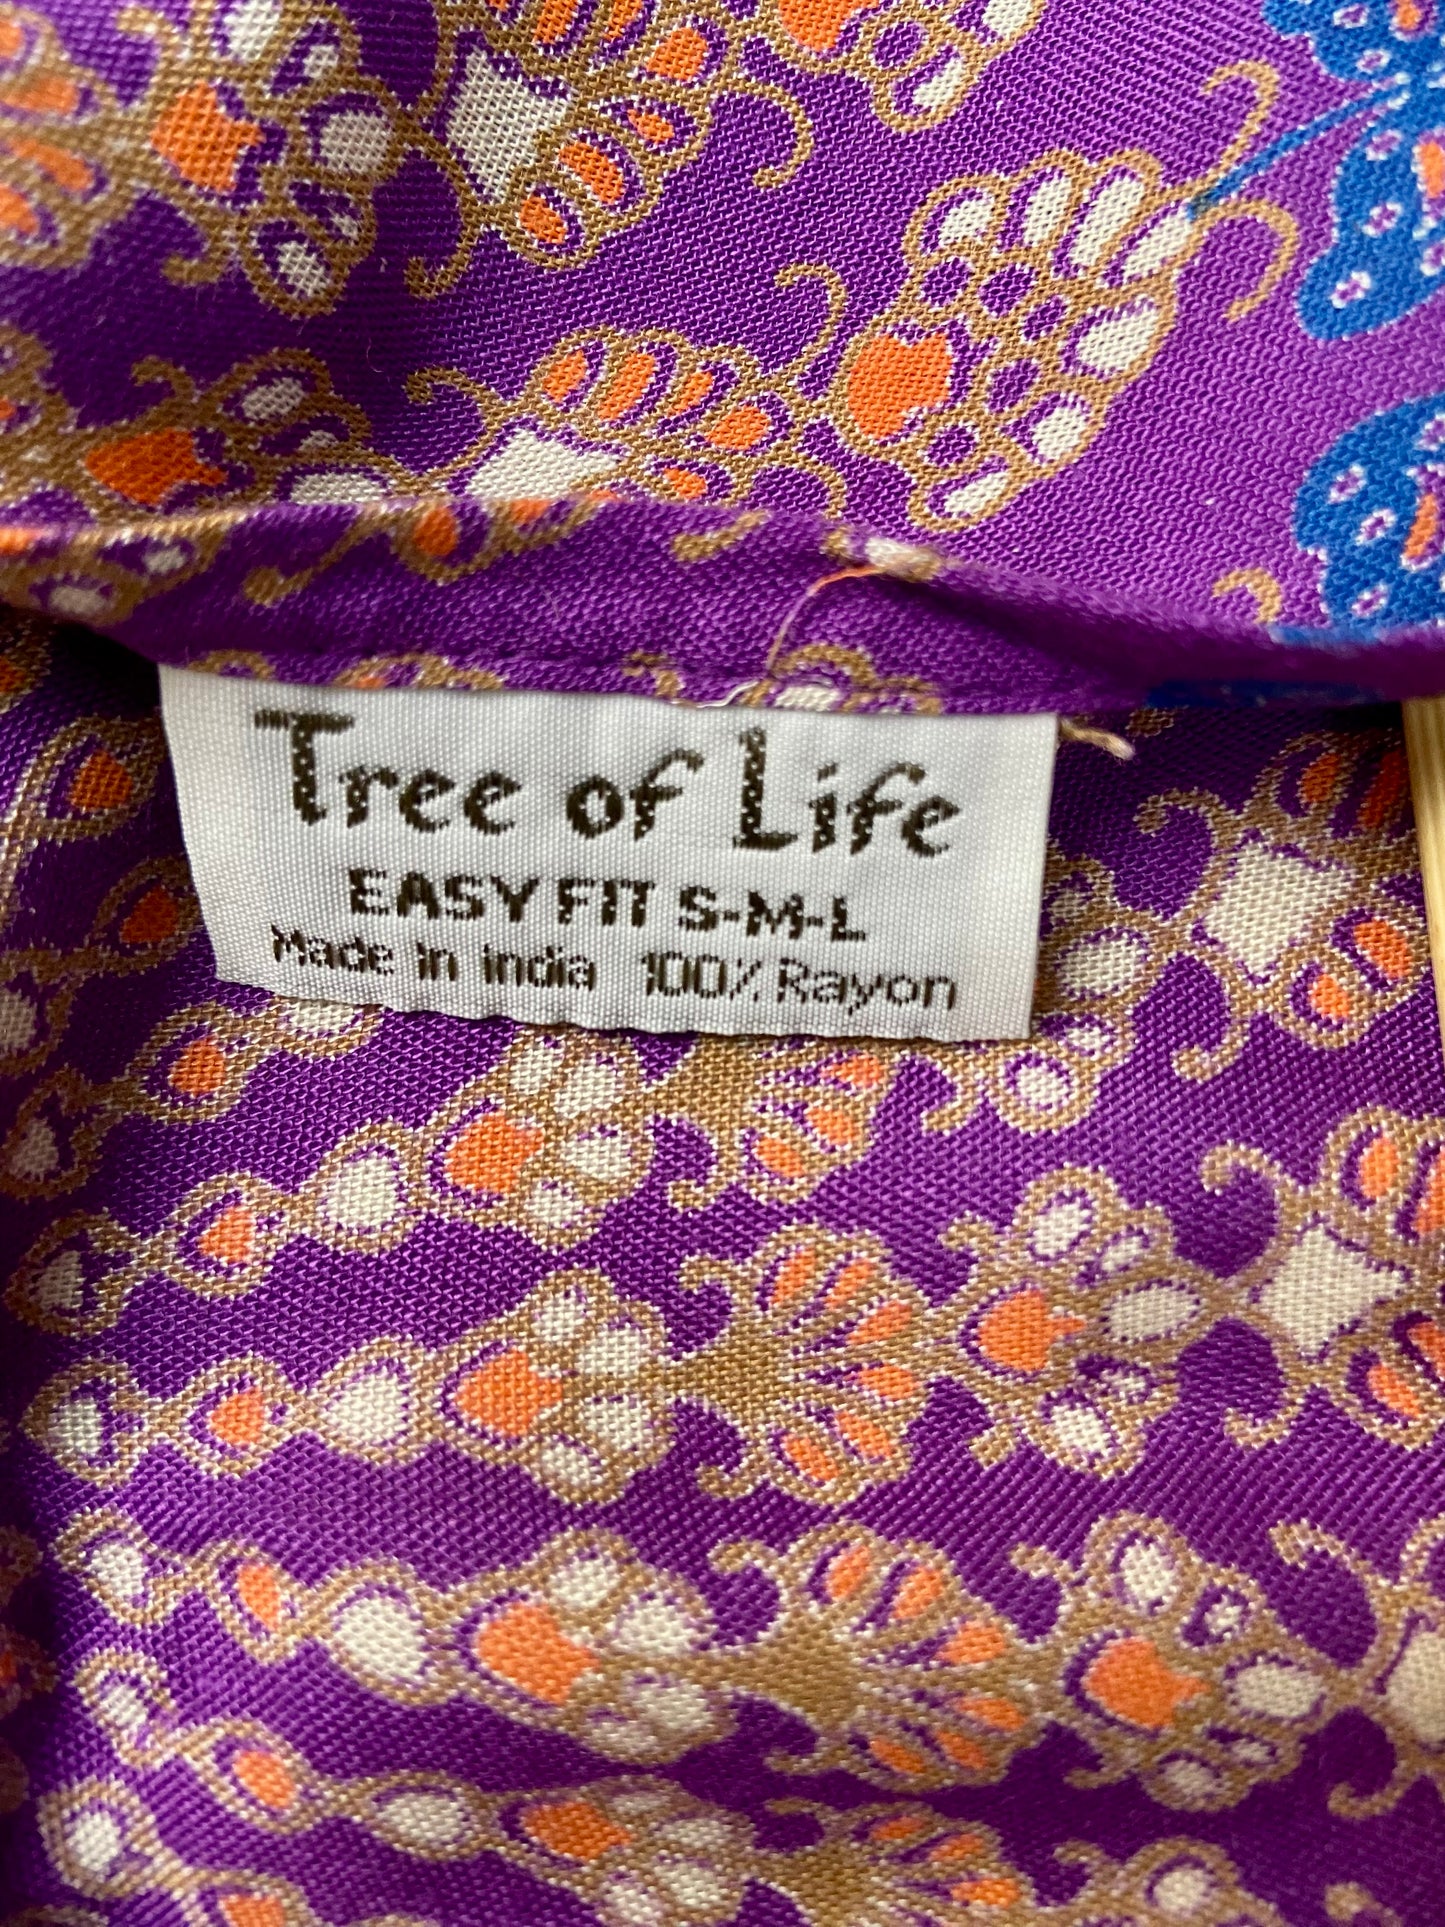 Tree of Life
EASY FIT S-M-L
Made in india 100% Rayon